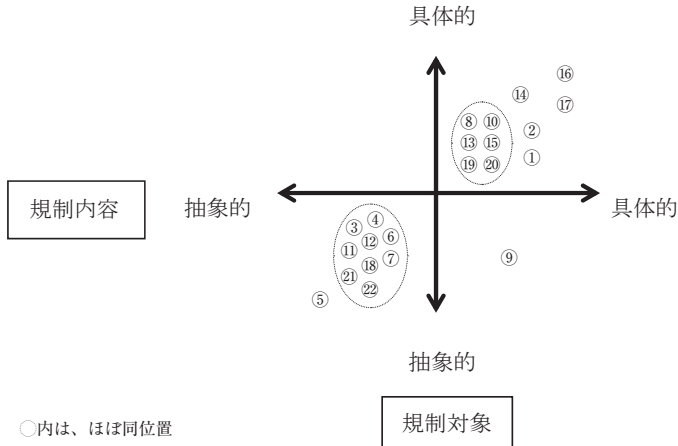 具体的
⑯
⑭
⑰
⑧ ⑩
②
⑬ ⑮
①
⑲ ⑳
規制内容
抽象的
具体的
④
③
⑥
⑫
⑪
⑦
⑱
⑨
㉑
㉒
⑤
抽象的
規制対象
◌内は、ほぼ同位置